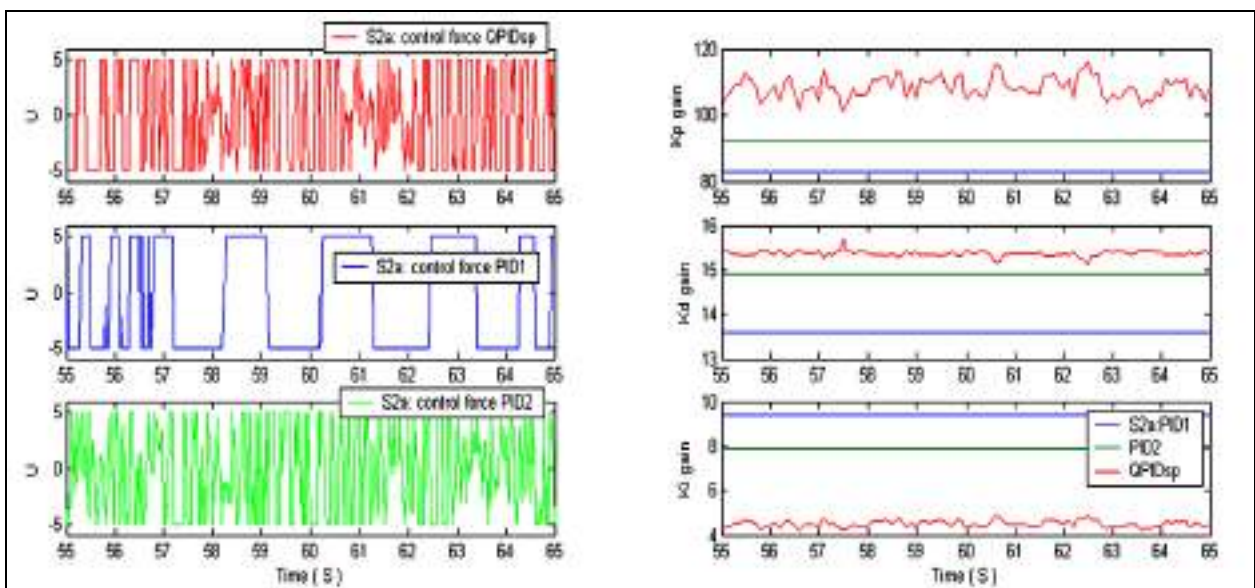 S2a: control force QPIDsp
5
0
-5
U
55 56 57 58 59 60 61 62 63 64 65
S2a: control force PID1
5
0
-5
U
55 56 57 58 59 60 61 62 63 64 65
S2a: control force PID2
5
0
-5
U
55 56 57 58 59 60 61 62 63 64 65
Time ( S )
120
100
80
Kp gain
55 56 57 58 59 60 61 62 63 64 65
16
15
14
13
Kd gain
55 56 57 58 59 60 61 62 63 64 65
10
8
6
4
Ki gain
S2a:PID1
PID2
QPIDsp
55 56 57 58 59 60 61 62 63 64 65
Time ( S )